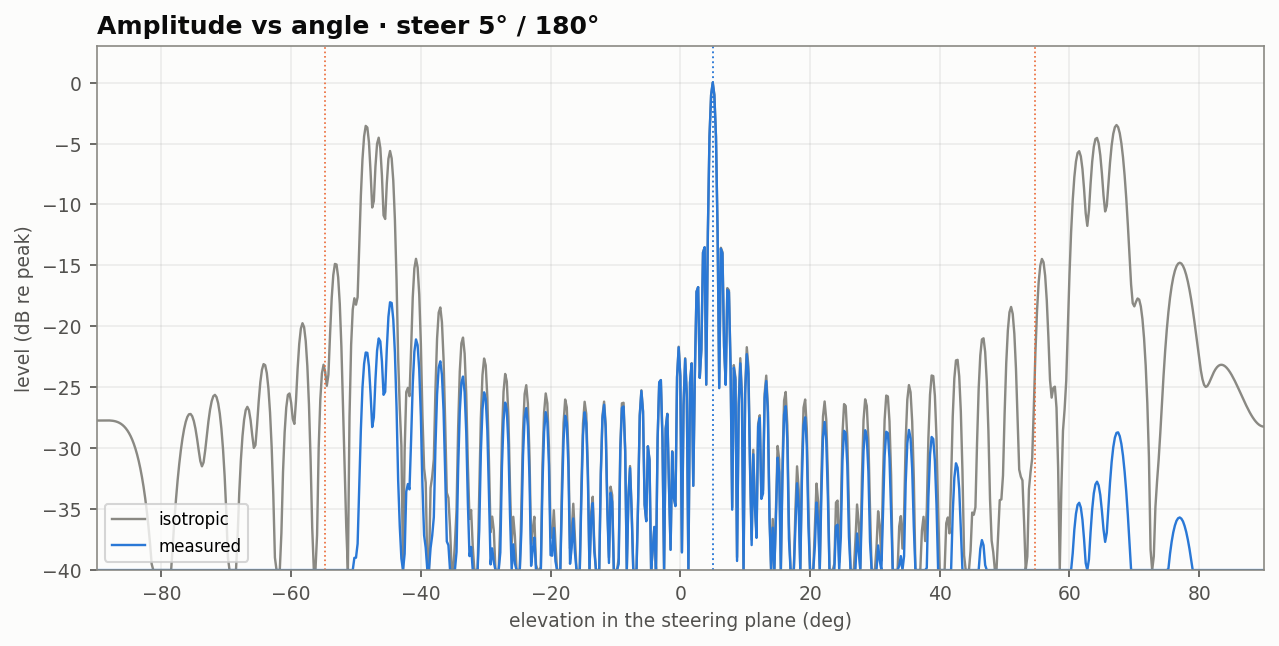 Amplitude vs angle · steer 5° / 180°
level (dB re peak)
0
−5
−10
−15
−20
−25
−30
−35
−40
isotropic
measured
−80 −60 −40 −20 0 20 40 60 80
elevation in the steering plane (deg)